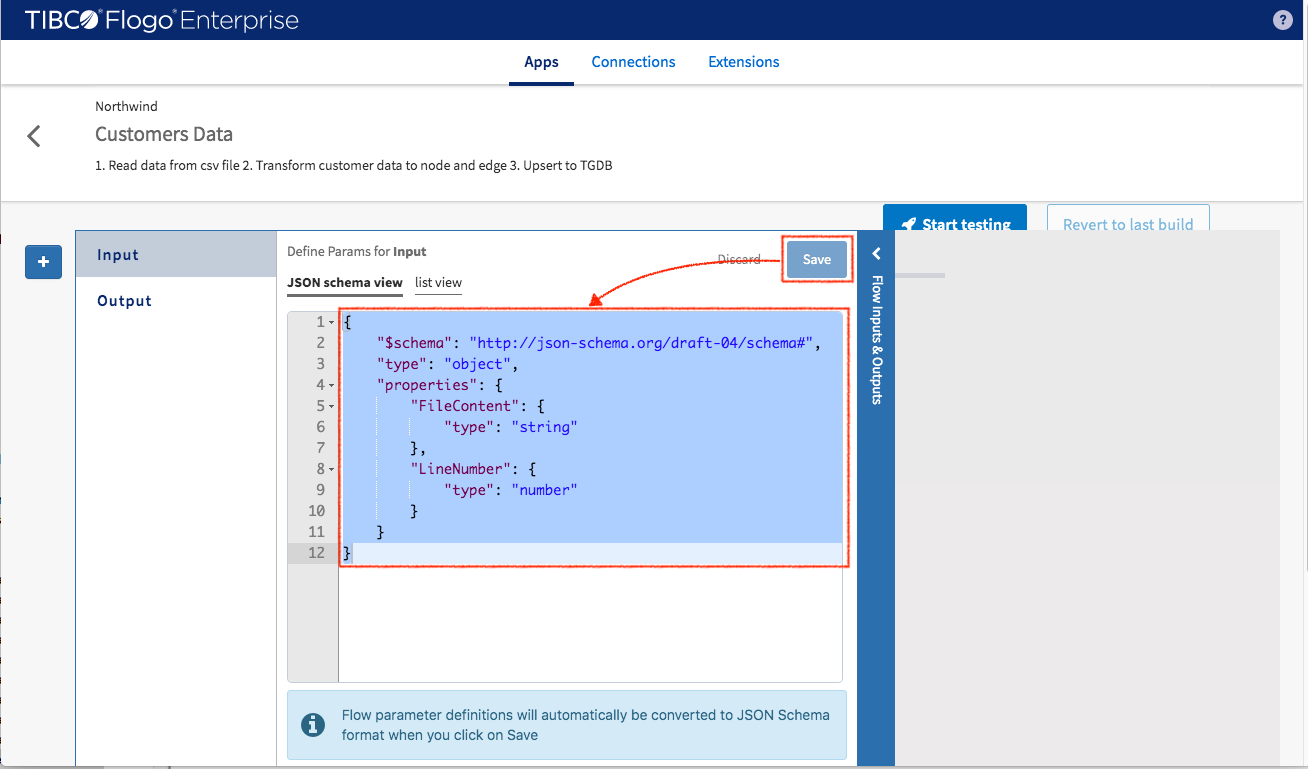 TIBCO® Flogo® Enterprise
?
Apps Connections Extensions
Northwind
Customers Data
1. Read data from csv file 2. Transform customer data to node and edge 3. Upsert to TGDB
Start testing
Revert to last build
+
Input
Output
Define Params for Input
Discard
Save
JSON schema view list view
1 {
2 "$schema": "http://json-schema.org/draft-04/schema#",
3 "type": "object",
4 "properties": {
5 "FileContent": {
6 "type": "string"
7 },
8 "LineNumber": {
9 "type": "number"
10 }
11 }
12 }
Flow Inputs & Outputs
Flow parameter definitions will automatically be converted to JSON Schema
format when you click on Save